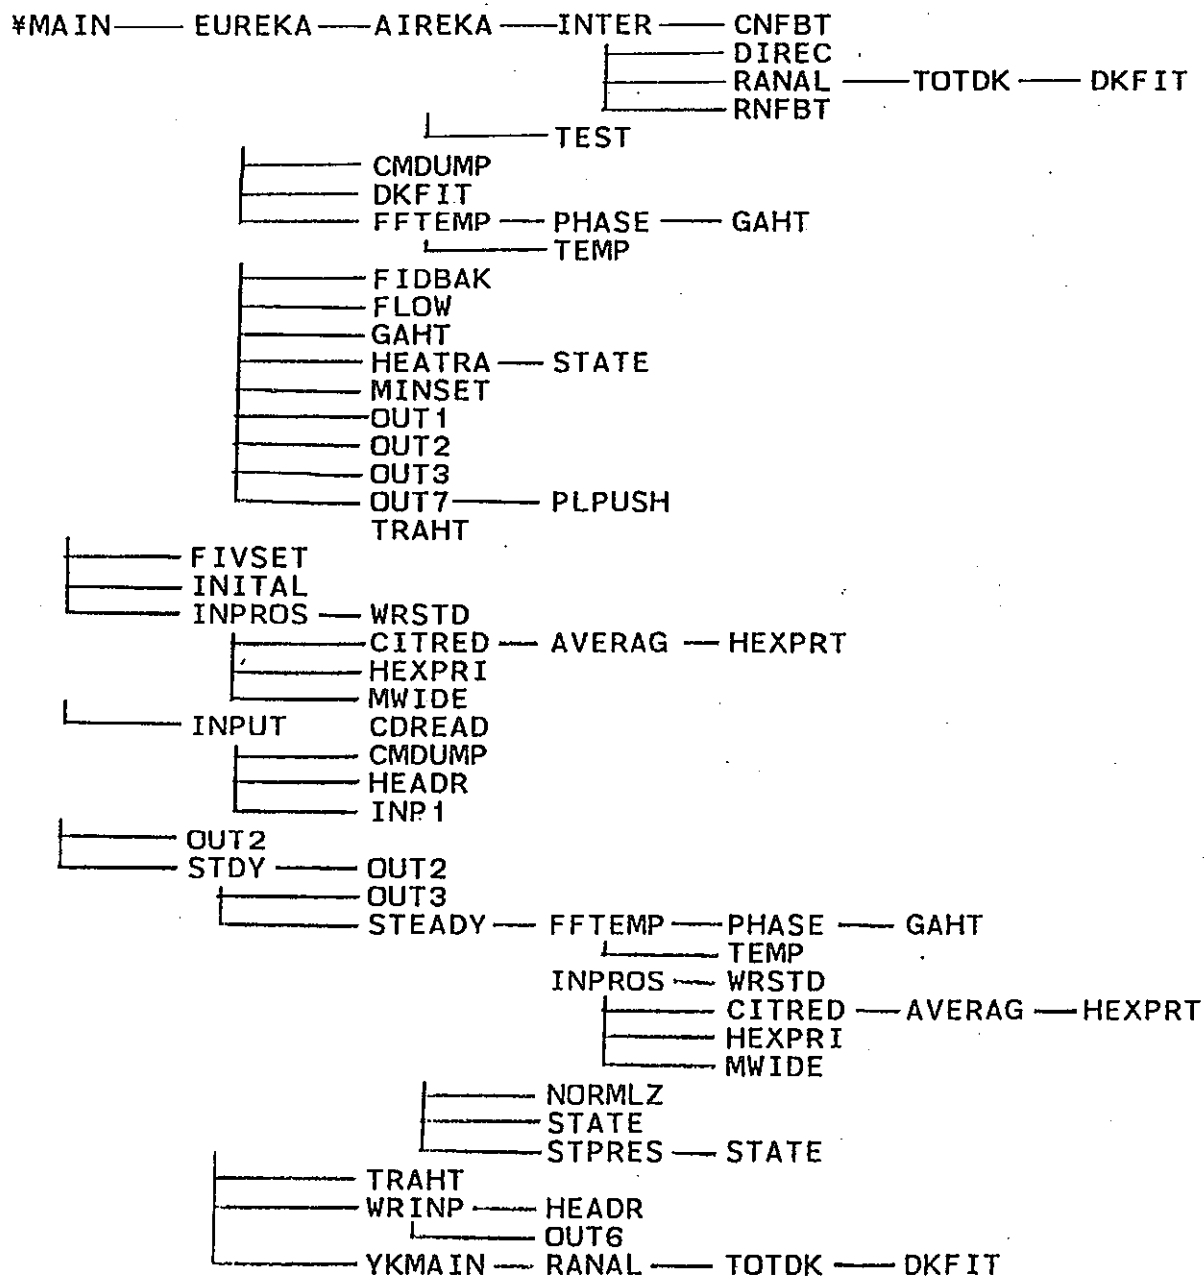 ¥MAIN EUREKA AIREKA INTER CNFBT
DIREC
RANAL TOTDK DKFIT
RNFBT
TEST
CMDUMP
DKFIT
FFTEMP PHASE GAHT
TEMP
FIDBAK
FLOW
GAHT
HEATRA STATE
MINSET
OUT1
OUT2
OUT3
OUT7 PLPUSH
TRAHT
FIVSET
INITAL
INPROS WRSTD
CITRED AVERAG HEXPRT
HEXPRI
MWIDE
INPUT CDREAD
CMDUMP
HEADR
INP1
OUT2
STDY OUT2
OUT3
STEADY FFTEMP PHASE GAHT
TEMP
INPROS WRSTD
CITRED AVERAG HEXPRT
HEXPRI
MWIDE
NORMLZ
STATE
STPRES STATE
TRAHT
WRINP HEADR
OUT6
YKMAIN RANAL TOTDK DKFIT